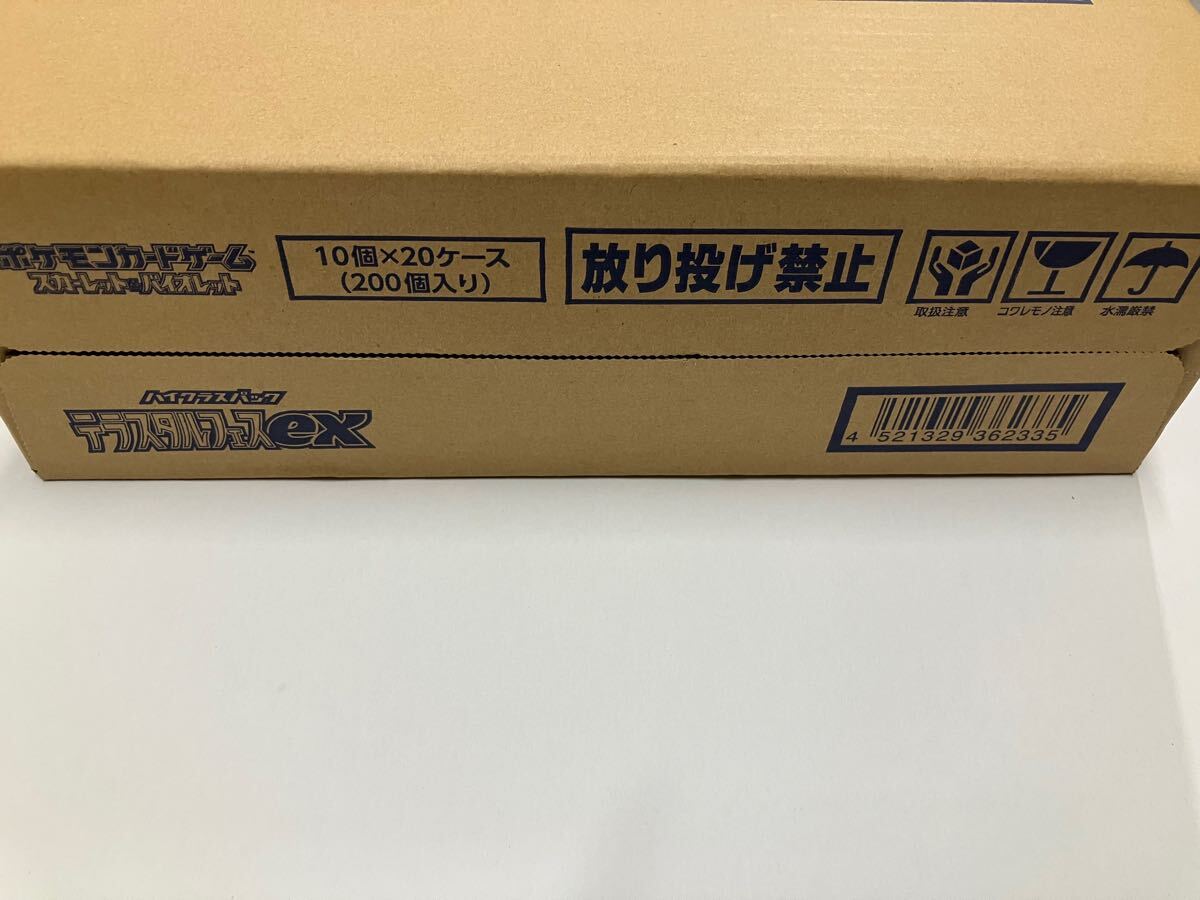 ポケモンカードゲーム
スカーレット&バイオレット
10個×20ケース
(200個入り)
放り投げ禁止
取扱注意
コワレモノ注意
水濡厳禁
ハイクラスパック
テラスタルフェスex
4 521329 362335